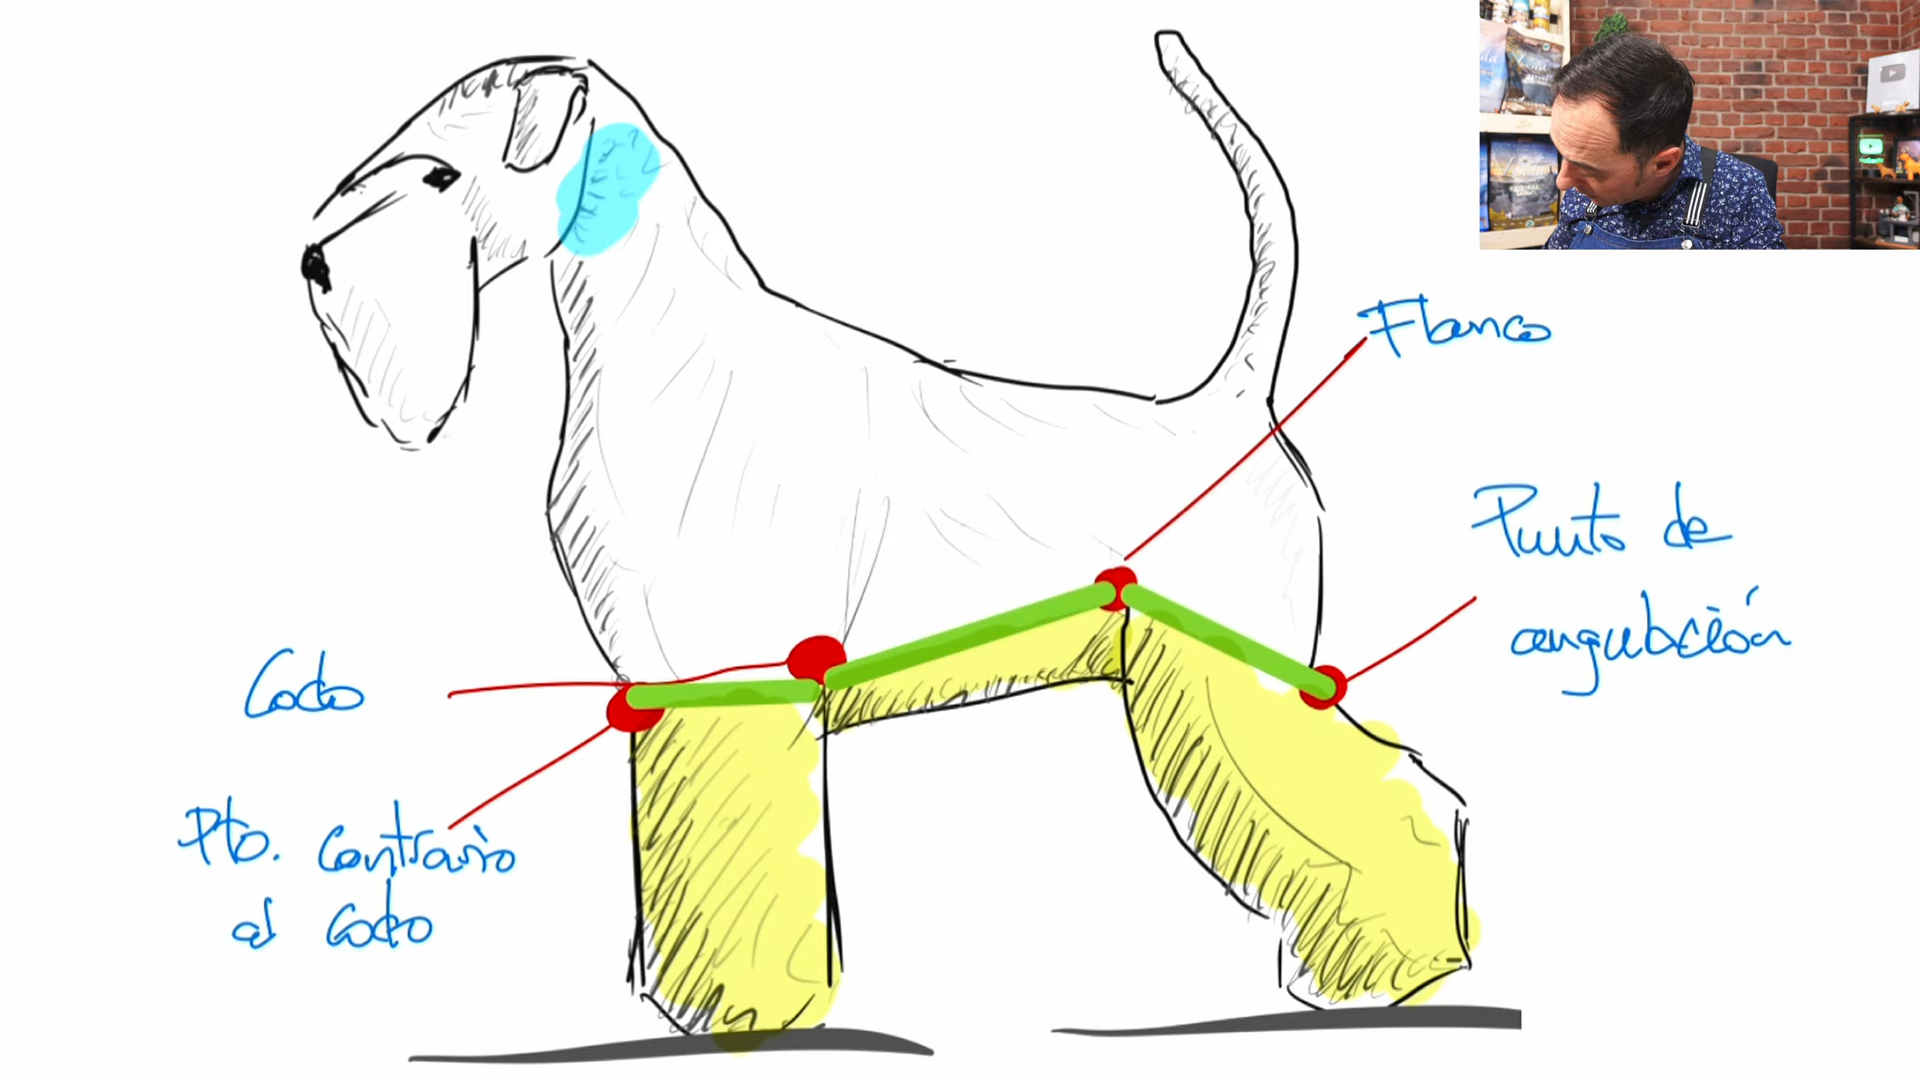 Flanco
Punto de
angulación
Codo
Pto. Contrario
al Codo